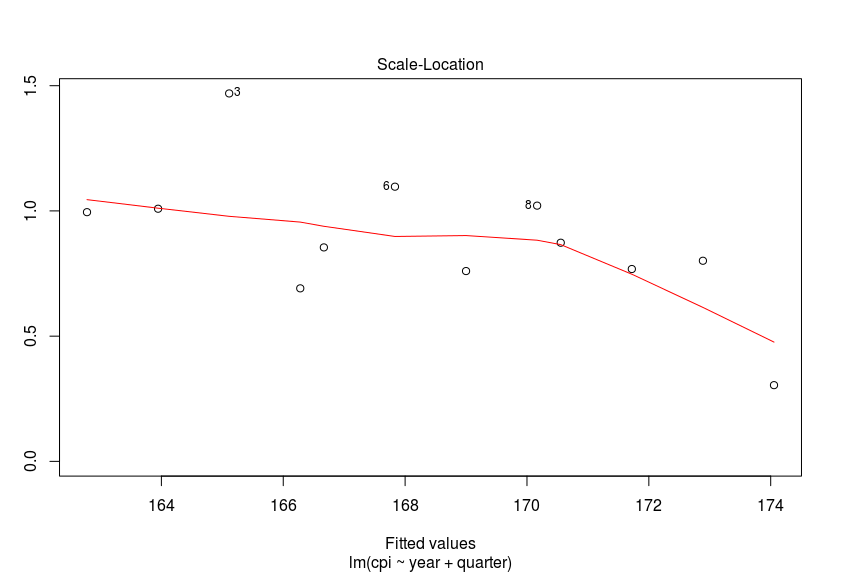 Scale-Location
1.5
1.0
0.5
0.0
3
6
8
164 166 168 170 172 174
Fitted values
lm(cpi ~ year + quarter)